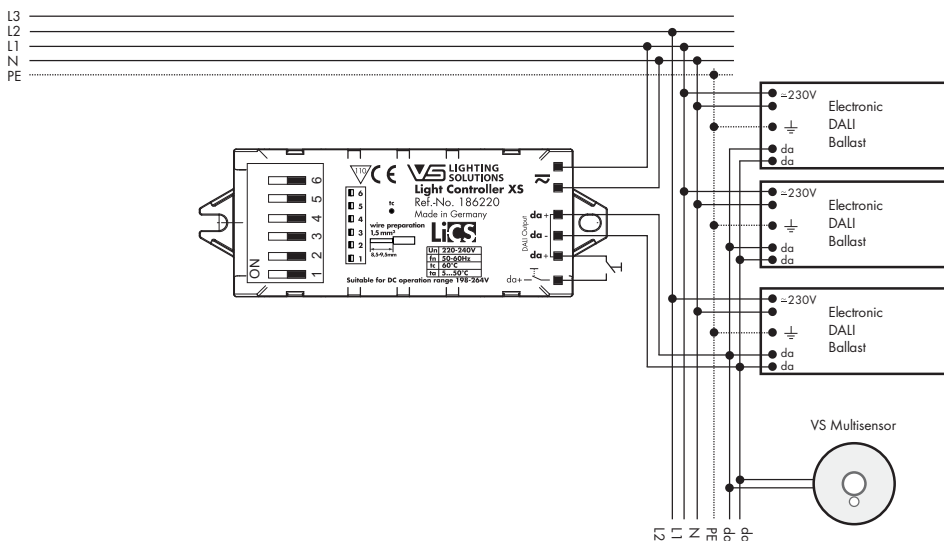 L3
L2
L1
N
PE
ON
1 2 3 4 5 6
110
CE
VS LIGHTING
SOLUTIONS
Light Controller XS
Ref.-No. 186220
Made in Germany
tc
6
5
4
3
2
1
wire preparation
1,5 mm²
8,5-9,5mm
LiCS
Un 220-240V
fn 50-60Hz
tc 60°C
ta 5...50°C
Suitable for DC operation range 198-264V
da+
da -
DALI Output
da+
da+
230V
Electronic
DALI
Ballast
da
da
230V
Electronic
DALI
Ballast
da
da
230V
Electronic
DALI
Ballast
da
da
VS Multisensor
L2
L1
N
PE
da
da